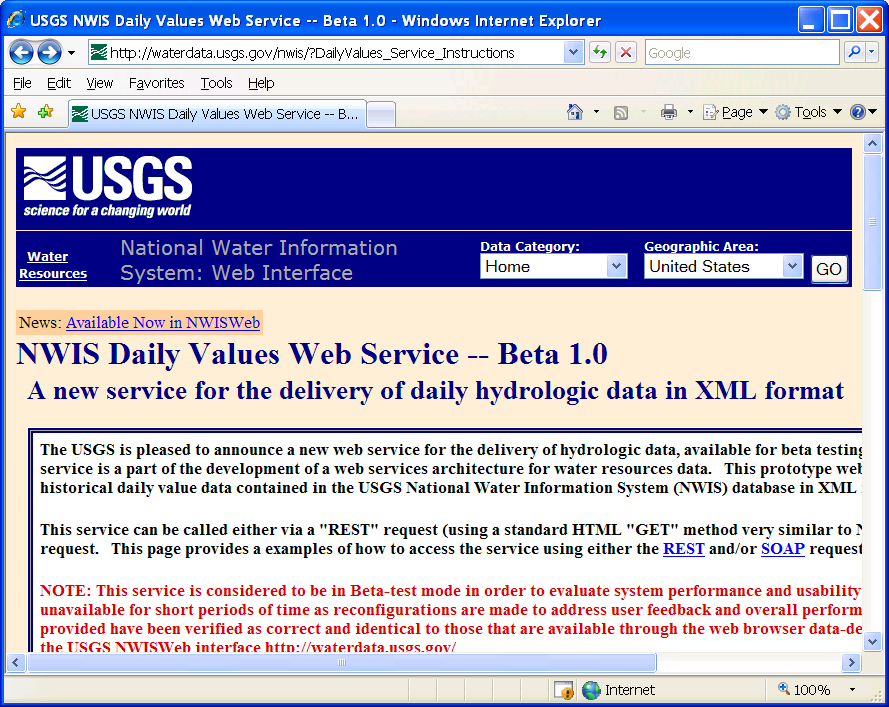 USGS NWIS Daily Values Web Service -- Beta 1.0 - Windows Internet Explorer
http://waterdata.usgs.gov/nwis/?DailyValues_Service_Instructions
Google
File Edit View Favorites Tools Help
USGS NWIS Daily Values Web Service -- B...
Page Tools
USGS
science for a changing world
Water Resources
National Water Information System: Web Interface
Data Category:
Home
Geographic Area:
United States
GO
News: Available Now in NWISWeb
NWIS Daily Values Web Service -- Beta 1.0
A new service for the delivery of daily hydrologic data in XML format
The USGS is pleased to announce a new web service for the delivery of hydrologic data, available for beta testing
service is a part of the development of a web services architecture for water resources data. This prototype web
historical daily value data contained in the USGS National Water Information System (NWIS) database in XML
This service can be called either via a "REST" request (using a standard HTML "GET" method very similar to N
request. This page provides a examples of how to access the service using either the REST and/or SOAP request
NOTE: This service is considered to be in Beta-test mode in order to evaluate system performance and usability
unavailable for short periods of time as reconfigurations are made to address user feedback and overall perform
provided have been verified as correct and identical to those that are available through the web browser data-de
the USGS NWISWeb interface http://waterdata.usgs.gov/
Internet
100%